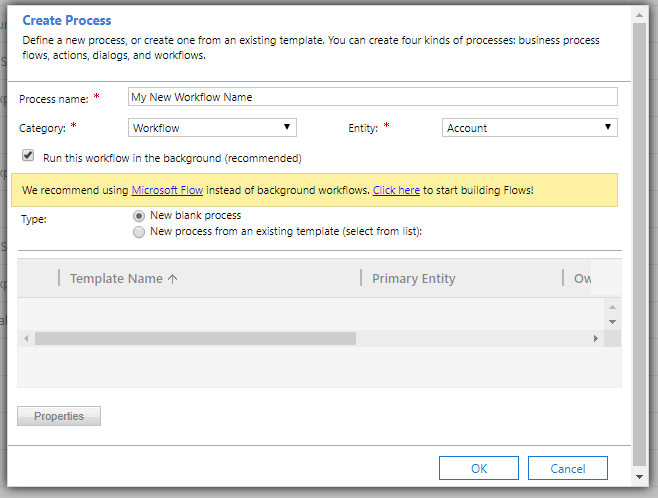 Create Process
Define a new process, or create one from an existing template. You can create four kinds of processes: business process
flows, actions, dialogs, and workflows.
Process name: * My New Workflow Name
Category: * Workflow Entity: * Account
Run this workflow in the background (recommended)
We recommend using Microsoft Flow instead of background workflows. Click here to start building Flows!
Type: New blank process
New process from an existing template (select from list):
Template Name ↑ Primary Entity Ow
Properties
OK Cancel